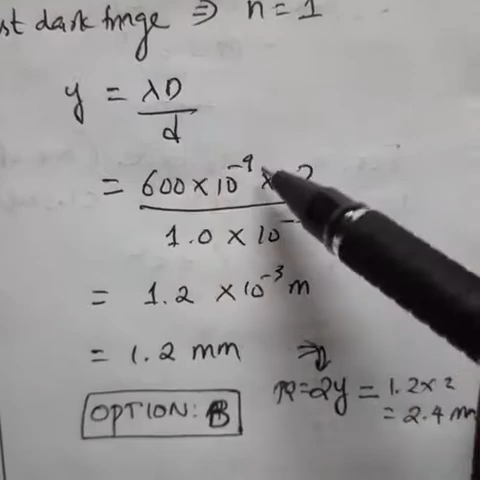 st dark fringe ⇒ n = 1
y = λD / d
= 600 × 10⁻⁹ × 2
1.0 × 10⁻
= 1.2 × 10⁻³ m
= 1.2 mm
x = 2y = 1.2 × 2
= 2.4 m
OPTION: B